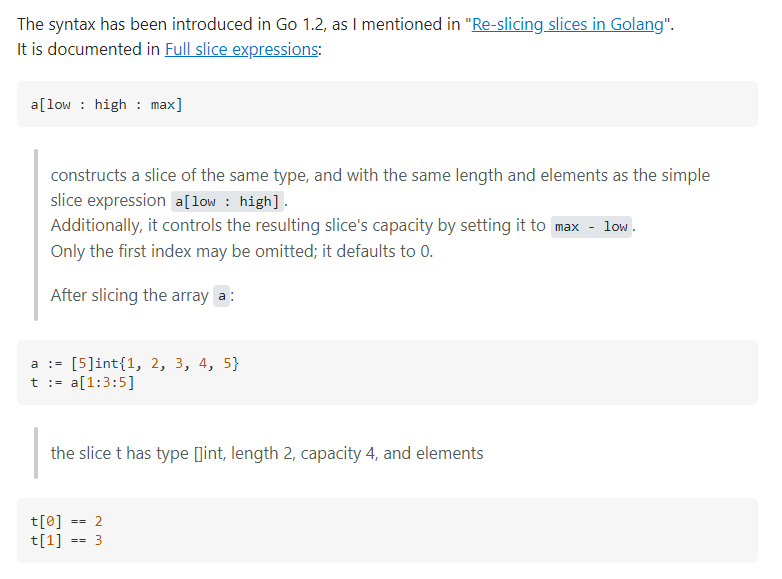 The syntax has been introduced in Go 1.2, as I mentioned in "Re-slicing slices in Golang".
It is documented in Full slice expressions:
a[low : high : max]
constructs a slice of the same type, and with the same length and elements as the simple
slice expression a[low : high].
Additionally, it controls the resulting slice's capacity by setting it to max - low.
Only the first index may be omitted; it defaults to 0.
After slicing the array a:
a := [5]int{1, 2, 3, 4, 5}
t := a[1:3:5]
the slice t has type []int, length 2, capacity 4, and elements
t[0] == 2
t[1] == 3